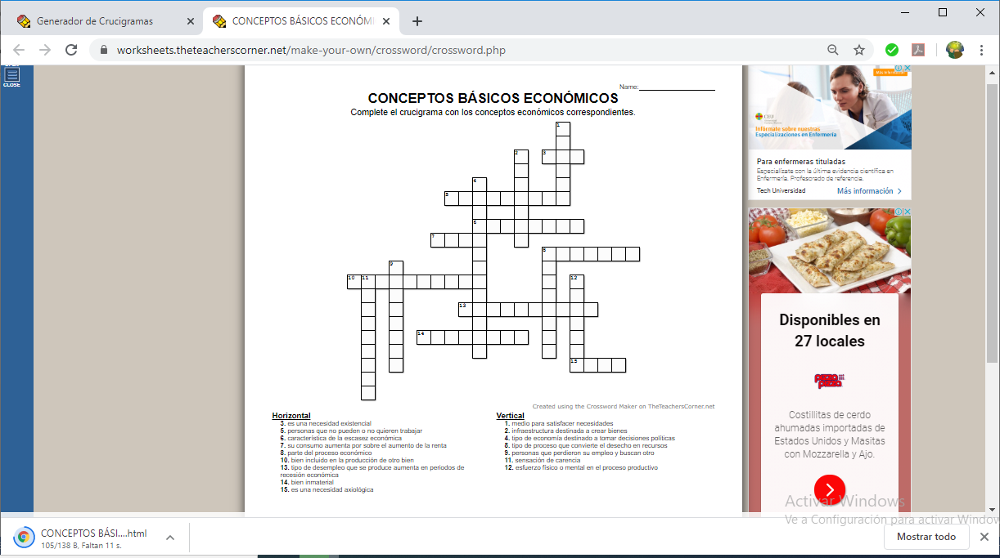 Generador de Crucigramas
CONCEPTOS BÁSICOS ECONÓMI
worksheets.theteacherscorner.net/make-your-own/crossword/crossword.php
CLOSE
Name:
CONCEPTOS BÁSICOS ECONÓMICOS
Complete el crucigrama con los conceptos económicos correspondientes.
1
2
3
4
5
6
7
8
9
10 11
12
13
14
15
Created using the Crossword Maker on TheTeachersCorner.net
Horizontal
3. es una necesidad existencial
5. personas que no pueden o no quieren trabajar
6. característica de la escasez económica
7. su consumo aumenta por sobre el aumento de la renta
8. parte del proceso económico
10. bien incluido en la producción de otro bien
13. tipo de desempleo que se produce aumenta en periodos de
recesión económica
14. bien inmaterial
15. es una necesidad axiológica
Vertical
1. medio para satisfacer necesidades
2. infraestructura destinada a crear bienes
4. tipo de economía destinado a tomar decisiones políticas
8. tipo de proceso que convierte el desecho en recursos
9. personas que perdieron su empleo y buscan otro
11. sensación de carencia
12. esfuerzo físico o mental en el proceso productivo
CEU
Infórmate sobre nuestras
Especializaciones en Enfermería
Para enfermeras tituladas
Especialízate con la última evidencia científica en
Enfermería. Profesorado de referencia.
Tech Universidad
Más información
Disponibles en
27 locales
Costillitas de cerdo
ahumadas importadas de
Estados Unidos y Masitas
con Mozzarella y Ajo.
Activar Windows
Ve a Configuración para activar Window
CONCEPTOS BÁSI....html
105/138 B, Faltan 11 s.
Mostrar todo